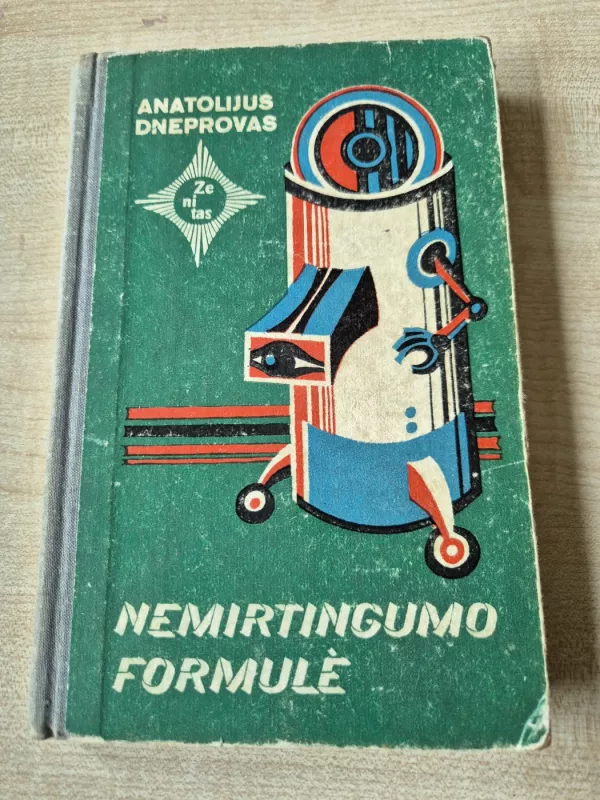 ANATOLIJUS
DNEPROVAS
Ze
ni
tas
NEMIRTINGUMO
FORMULĖ